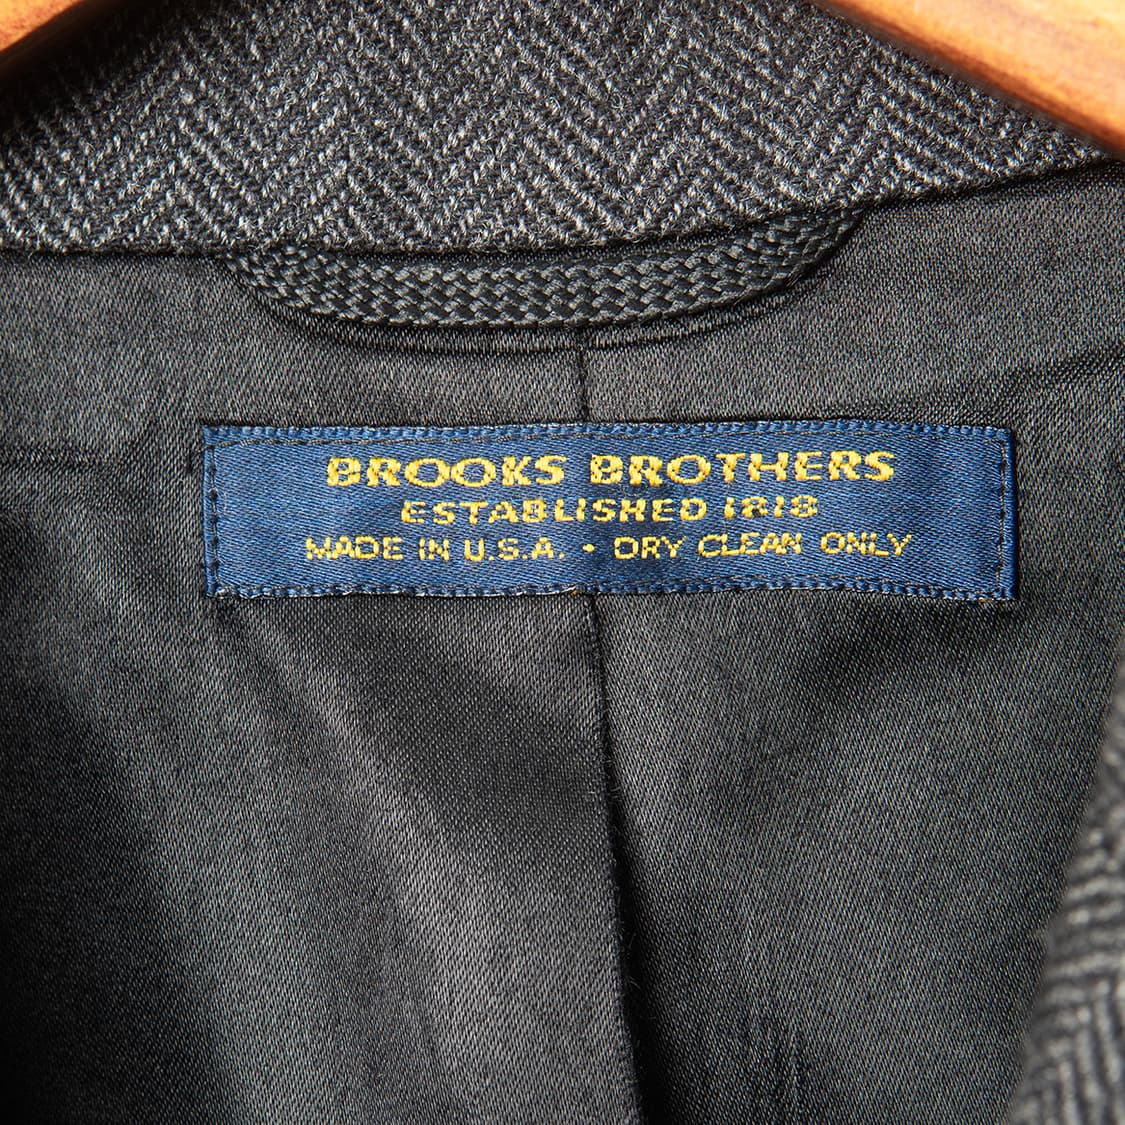 BROOKS BROTHERS
ESTABLISHED 1818
MADE IN U.S.A. • DRY CLEAN ONLY